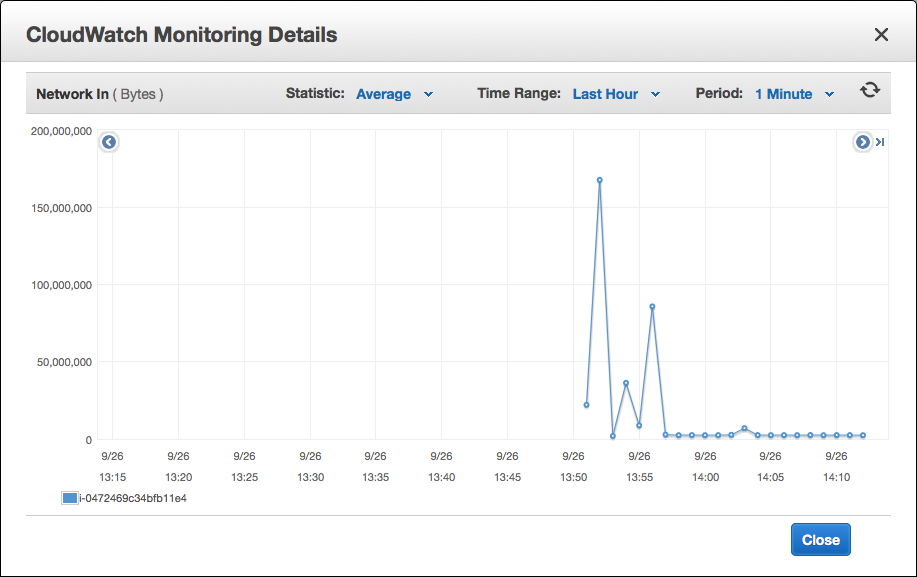 CloudWatch Monitoring Details
Network In ( Bytes ) Statistic: Average Time Range: Last Hour Period: 1 Minute
200,000,000
150,000,000
100,000,000
50,000,000
0
9/26 9/26 9/26 9/26 9/26 9/26 9/26 9/26 9/26 9/26 9/26 9/26
13:15 13:20 13:25 13:30 13:35 13:40 13:45 13:50 13:55 14:00 14:05 14:10
i-0472469c34bfb11e4
Close